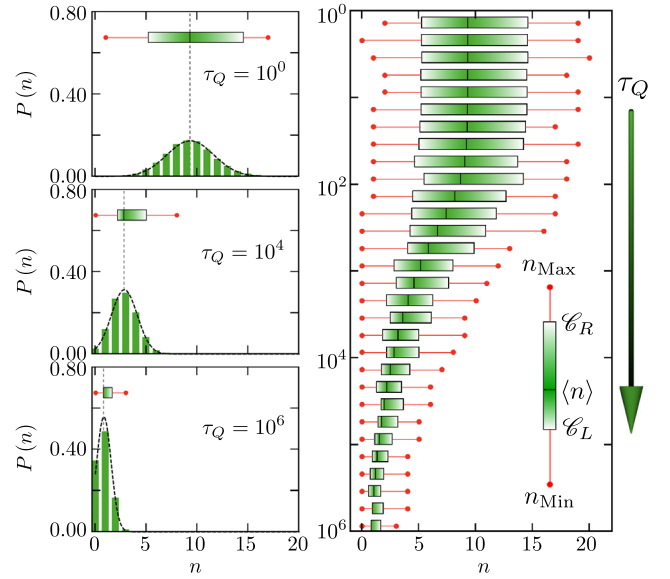 P (n)
0.80
0.40
0.00
τ_Q = 10^0
P (n)
0.80
0.40
0.00
τ_Q = 10^4
P (n)
0.80
0.40
0.00
τ_Q = 10^6
0 5 10 15 20
n
10^0
10^2
10^4
10^6
0 5 10 15 20
n
τ_Q
n_Max
𝒞_R
⟨n⟩
𝒞_L
n_Min